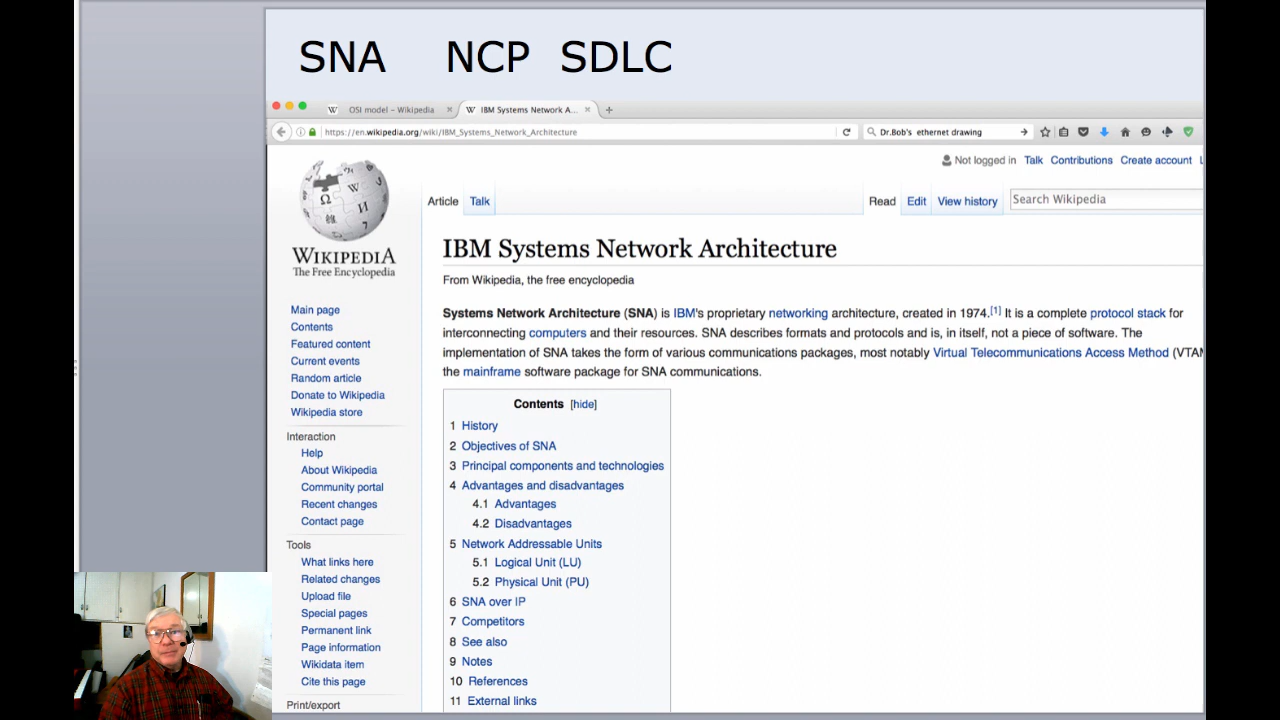 SNA NCP SDLC
OSI model – Wikipedia
IBM Systems Network A...
https://en.wikipedia.org/wiki/IBM_Systems_Network_Architecture
Dr.Bob's ethernet drawing
Not logged in Talk Contributions Create account L
Article Talk
Read Edit View history
Search Wikipedia
WIKIPEDIA
The Free Encyclopedia
Main page
Contents
Featured content
Current events
Random article
Donate to Wikipedia
Wikipedia store
Interaction
Help
About Wikipedia
Community portal
Recent changes
Contact page
Tools
What links here
Related changes
Upload file
Special pages
Permanent link
Page information
Wikidata item
Cite this page
Print/export
IBM Systems Network Architecture
From Wikipedia, the free encyclopedia
Systems Network Architecture (SNA) is IBM's proprietary networking architecture, created in 1974.[1] It is a complete protocol stack for
interconnecting computers and their resources. SNA describes formats and protocols and is, in itself, not a piece of software. The
implementation of SNA takes the form of various communications packages, most notably Virtual Telecommunications Access Method (VTAM
the mainframe software package for SNA communications.
Contents [hide]
1 History
2 Objectives of SNA
3 Principal components and technologies
4 Advantages and disadvantages
4.1 Advantages
4.2 Disadvantages
5 Network Addressable Units
5.1 Logical Unit (LU)
5.2 Physical Unit (PU)
6 SNA over IP
7 Competitors
8 See also
9 Notes
10 References
11 External links